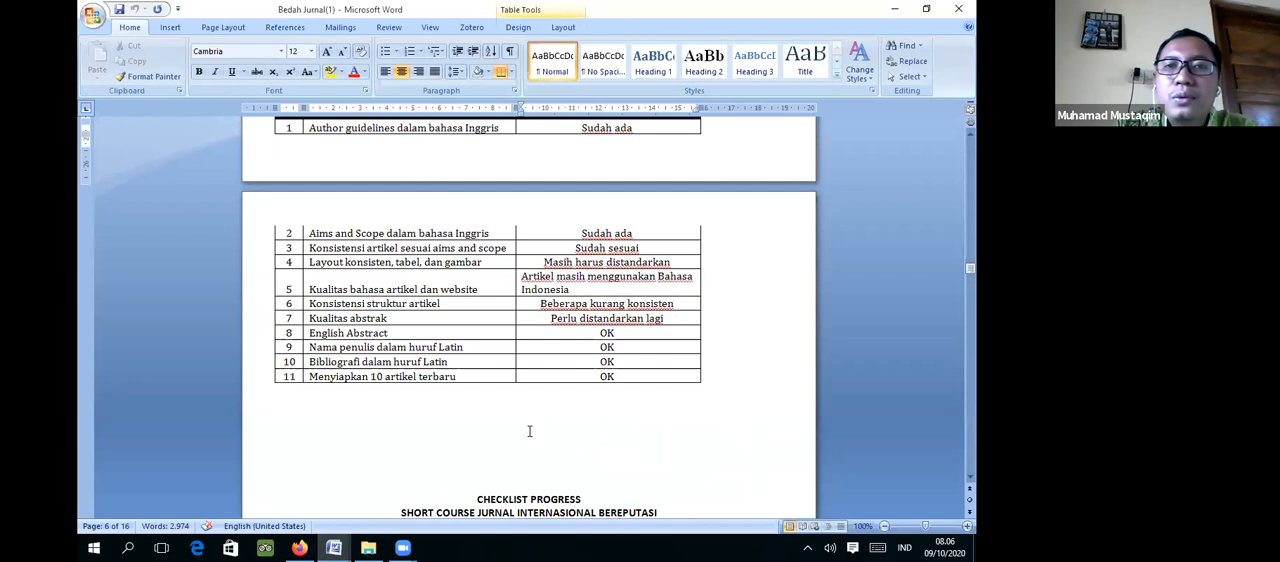 Bedah Jurnal(1) - Microsoft Word
Table Tools
Home Insert Page Layout References Mailings Review View Zotero Design Layout
Cut
Copy
Format Painter
Paste
Clipboard
Cambria 12
Font
Paragraph
AaBbCcDc
¶ Normal
AaBbCcDc
¶ No Spaci...
AaBbC
Heading 1
AaBb
Heading 2
AaBbCcI
Heading 3
AaB
Title
Styles
Change
Styles
Find
Replace
Select
Editing
Muhamad Mustaqim
1 Author guidelines dalam bahasa Inggris Sudah ada
2 Aims and Scope dalam bahasa Inggris Sudah ada
3 Konsistensi artikel sesuai aims and scope Sudah sesuai
4 Layout konsisten, tabel, dan gambar Masih harus distandarkan
5 Kualitas bahasa artikel dan website Artikel masih menggunakan Bahasa
Indonesia
6 Konsistensi struktur artikel Beberapa kurang konsisten
7 Kualitas abstrak Perlu distandarkan lagi
8 English Abstract OK
9 Nama penulis dalam huruf Latin OK
10 Bibliografi dalam huruf Latin OK
11 Menyiapkan 10 artikel terbaru OK
CHECKLIST PROGRESS
SHORT COURSE JURNAL INTERNASIONAL BEREPUTASI
Page: 6 of 16 Words: 2.974 English (United States) 100%
IND
08.06
09/10/2020